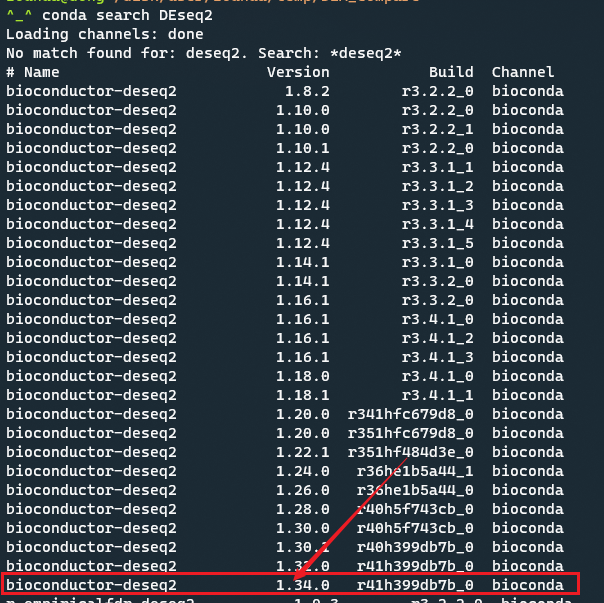 ^_^ conda search DEseq2
Loading channels: done
No match found for: deseq2. Search: *deseq2*
# Name Version Build Channel
bioconductor-deseq2 1.8.2 r3.2.2_0 bioconda
bioconductor-deseq2 1.10.0 r3.2.2_0 bioconda
bioconductor-deseq2 1.10.0 r3.2.2_1 bioconda
bioconductor-deseq2 1.10.1 r3.2.2_0 bioconda
bioconductor-deseq2 1.12.4 r3.3.1_1 bioconda
bioconductor-deseq2 1.12.4 r3.3.1_2 bioconda
bioconductor-deseq2 1.12.4 r3.3.1_3 bioconda
bioconductor-deseq2 1.12.4 r3.3.1_4 bioconda
bioconductor-deseq2 1.12.4 r3.3.1_5 bioconda
bioconductor-deseq2 1.14.1 r3.3.1_0 bioconda
bioconductor-deseq2 1.14.1 r3.3.2_0 bioconda
bioconductor-deseq2 1.16.1 r3.3.2_0 bioconda
bioconductor-deseq2 1.16.1 r3.4.1_0 bioconda
bioconductor-deseq2 1.16.1 r3.4.1_2 bioconda
bioconductor-deseq2 1.16.1 r3.4.1_3 bioconda
bioconductor-deseq2 1.18.0 r3.4.1_0 bioconda
bioconductor-deseq2 1.18.1 r3.4.1_1 bioconda
bioconductor-deseq2 1.20.0 r341hfc679d8_0 bioconda
bioconductor-deseq2 1.20.0 r351hfc679d8_0 bioconda
bioconductor-deseq2 1.22.1 r351hf484d3e_0 bioconda
bioconductor-deseq2 1.24.0 r36he1b5a44_1 bioconda
bioconductor-deseq2 1.26.0 r36he1b5a44_0 bioconda
bioconductor-deseq2 1.28.0 r40h5f743cb_0 bioconda
bioconductor-deseq2 1.30.0 r40h5f743cb_0 bioconda
bioconductor-deseq2 1.30.1 r40h399db7b_0 bioconda
bioconductor-deseq2 1.32.0 r41h399db7b_0 bioconda
bioconductor-deseq2 1.34.0 r41h399db7b_0 bioconda